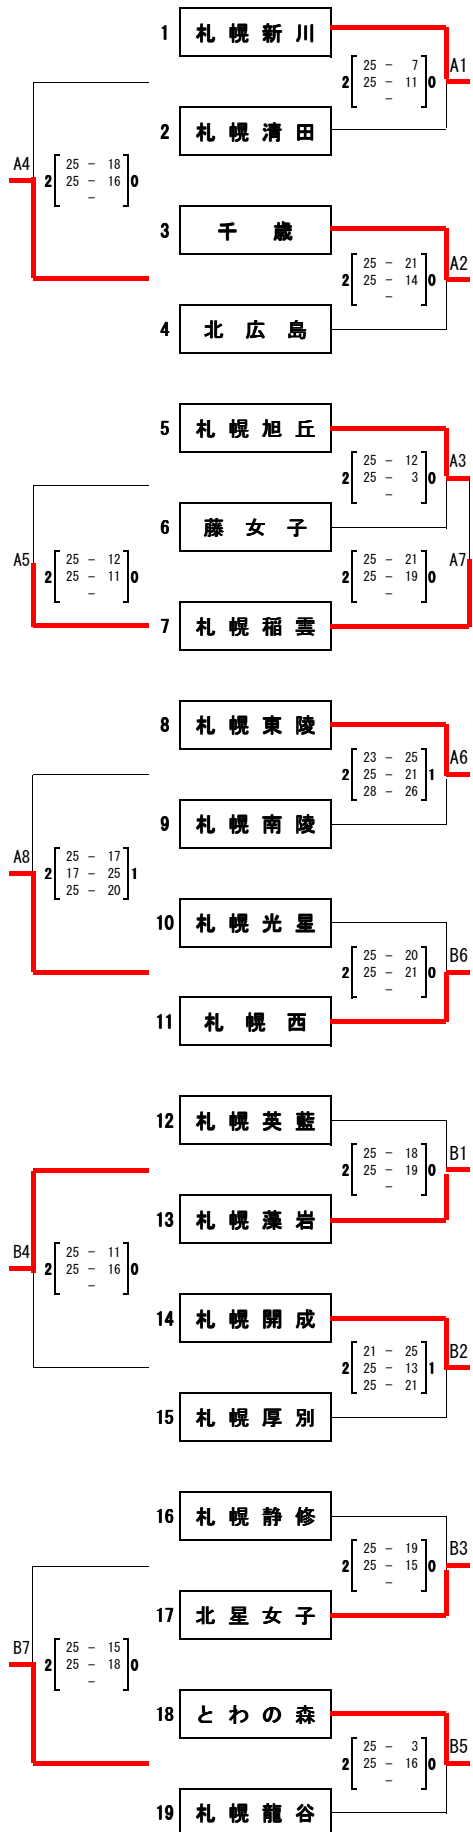 1 札幌新川
2 [ 25 - 7 ] 0 A1
25 - 11
-
2 札幌清田
A4 2 [ 25 - 18 ] 0
25 - 16
-
3 千歳
2 [ 25 - 21 ] 0 A2
25 - 14
-
4 北広島
5 札幌旭丘
2 [ 25 - 12 ] 0 A3
25 - 3
-
6 藤女子
A5 2 [ 25 - 12 ] 0
25 - 11
-
2 [ 25 - 21 ] 0 A7
25 - 19
-
7 札幌稲雲
8 札幌東陵
2 [ 23 - 25 ] 1 A6
25 - 21
28 - 26
9 札幌南陵
A8 2 [ 25 - 17 ] 1
17 - 25
25 - 20
10 札幌光星
2 [ 25 - 20 ] 0 B6
25 - 21
-
11 札幌西
12 札幌英藍
2 [ 25 - 18 ] 0 B1
25 - 19
-
13 札幌藻岩
B4 2 [ 25 - 11 ] 0
25 - 16
-
14 札幌開成
2 [ 21 - 25 ] 1 B2
25 - 13
25 - 21
15 札幌厚別
16 札幌静修
2 [ 25 - 19 ] 0 B3
25 - 15
-
17 北星女子
B7 2 [ 25 - 15 ] 0
25 - 18
-
18 とわの森
2 [ 25 - 3 ] 0 B5
25 - 16
-
19 札幌龍谷